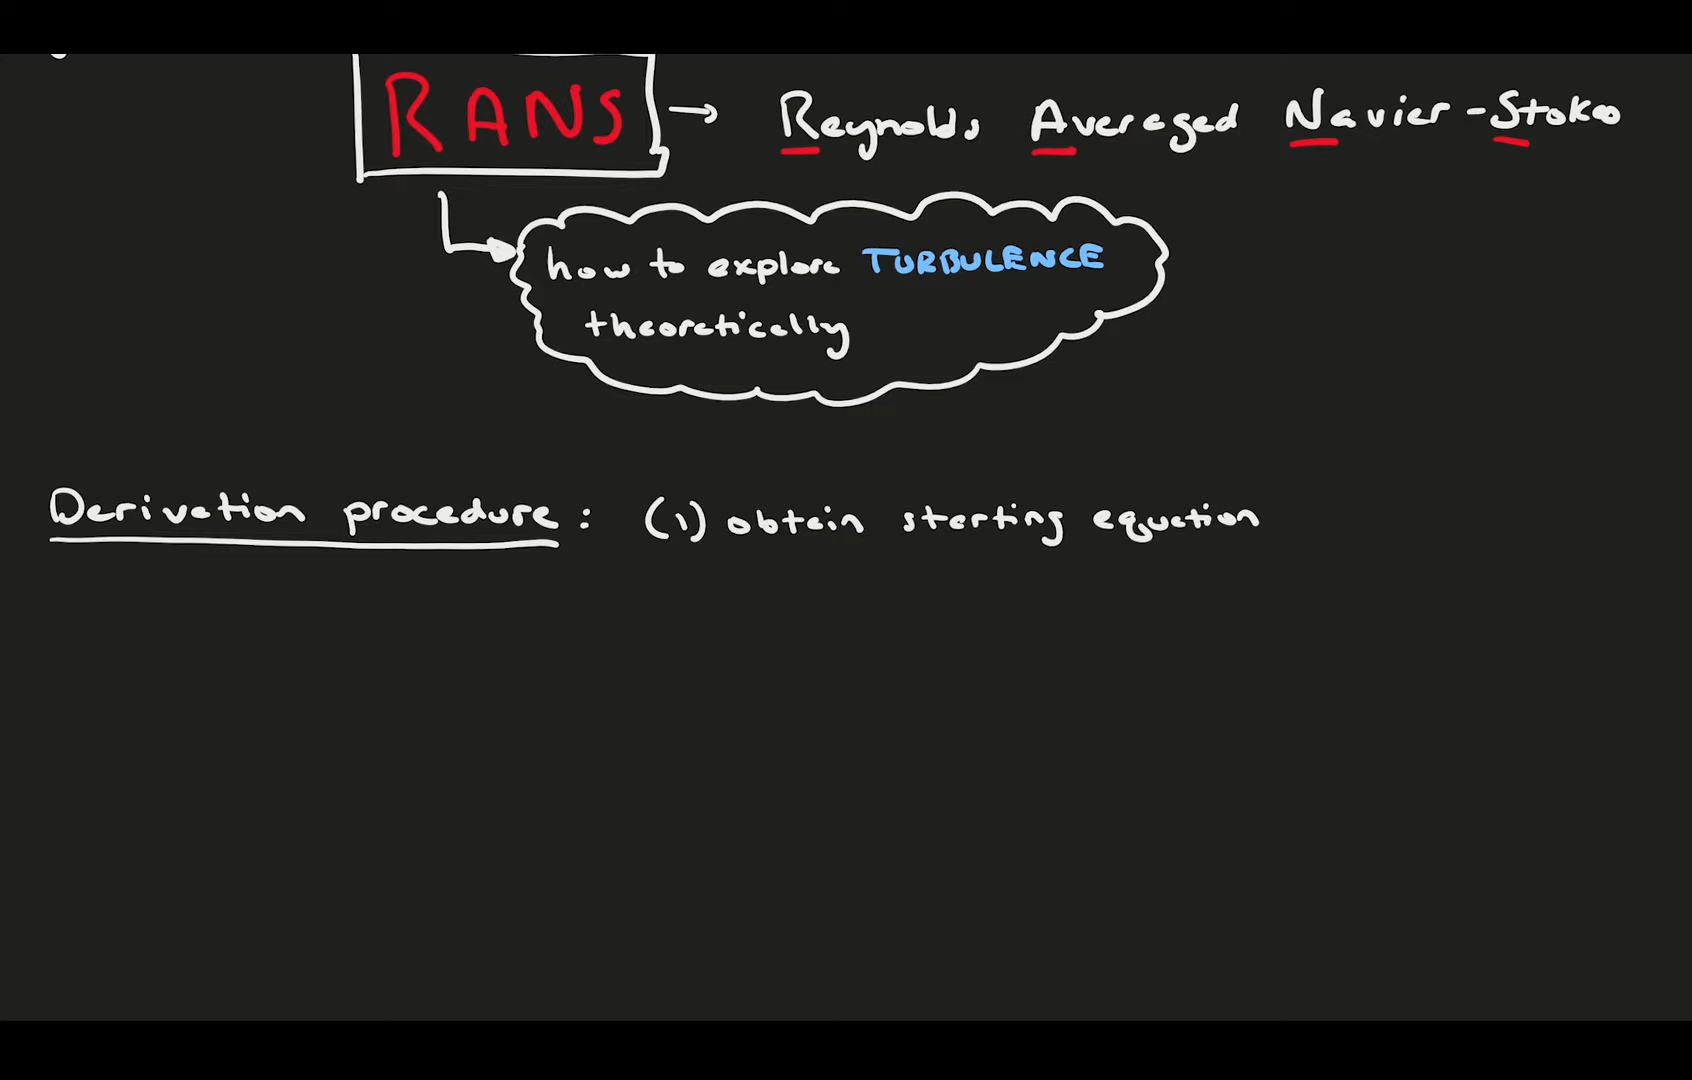 RANS → Reynolds Averaged Navier-Stokes
how to explore TURBULENCE
theoretically
Derivation procedure: (1) obtain starting equation